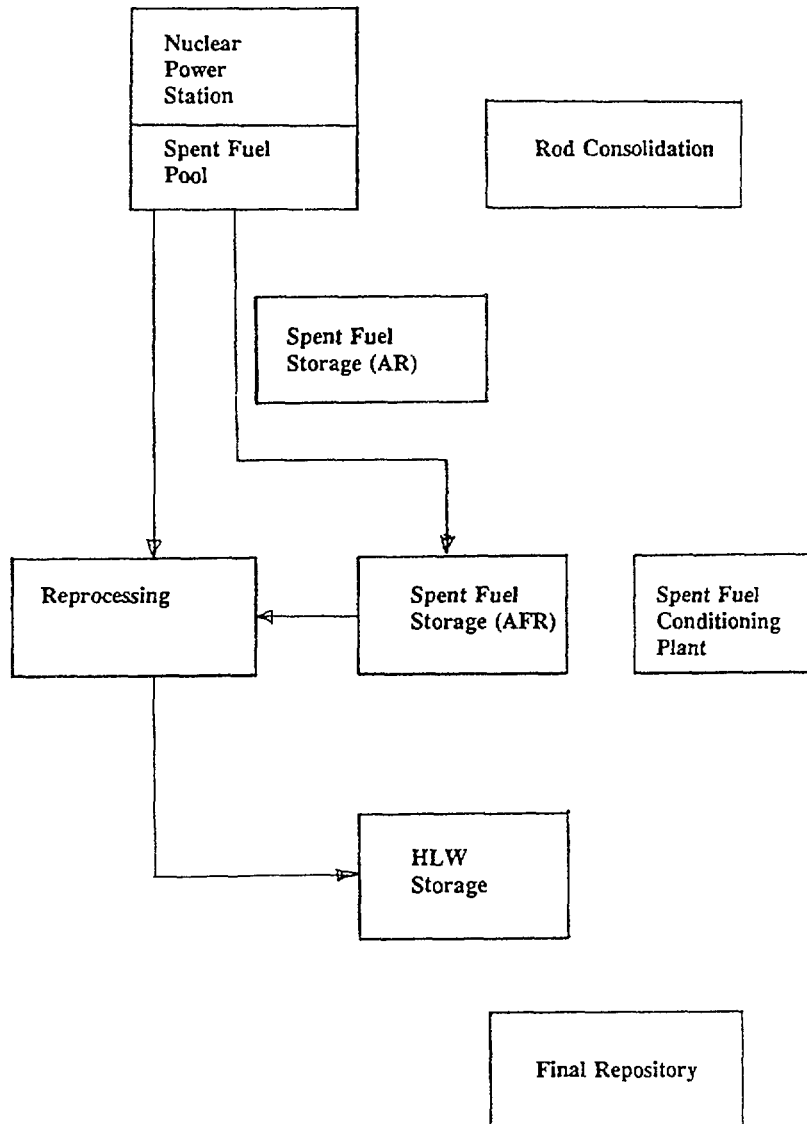 Nuclear
Power
Station
Spent Fuel
Pool
Rod Consolidation
Spent Fuel
Storage (AR)
Reprocessing
Spent Fuel
Storage (AFR)
Spent Fuel
Conditioning
Plant
HLW
Storage
Final Repository